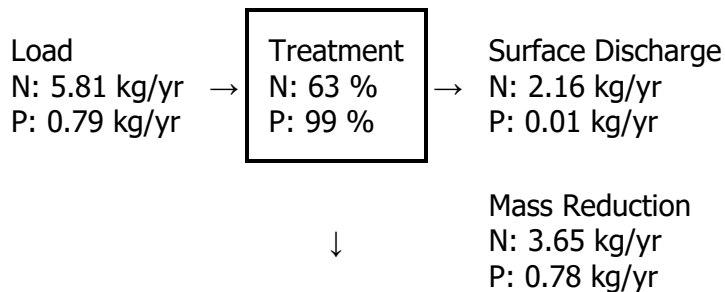 Load
N: 5.81 kg/yr →
P: 0.79 kg/yr
Treatment
N: 63 % →
P: 99 %
Surface Discharge
N: 2.16 kg/yr
P: 0.01 kg/yr
↓
Mass Reduction
N: 3.65 kg/yr
P: 0.78 kg/yr